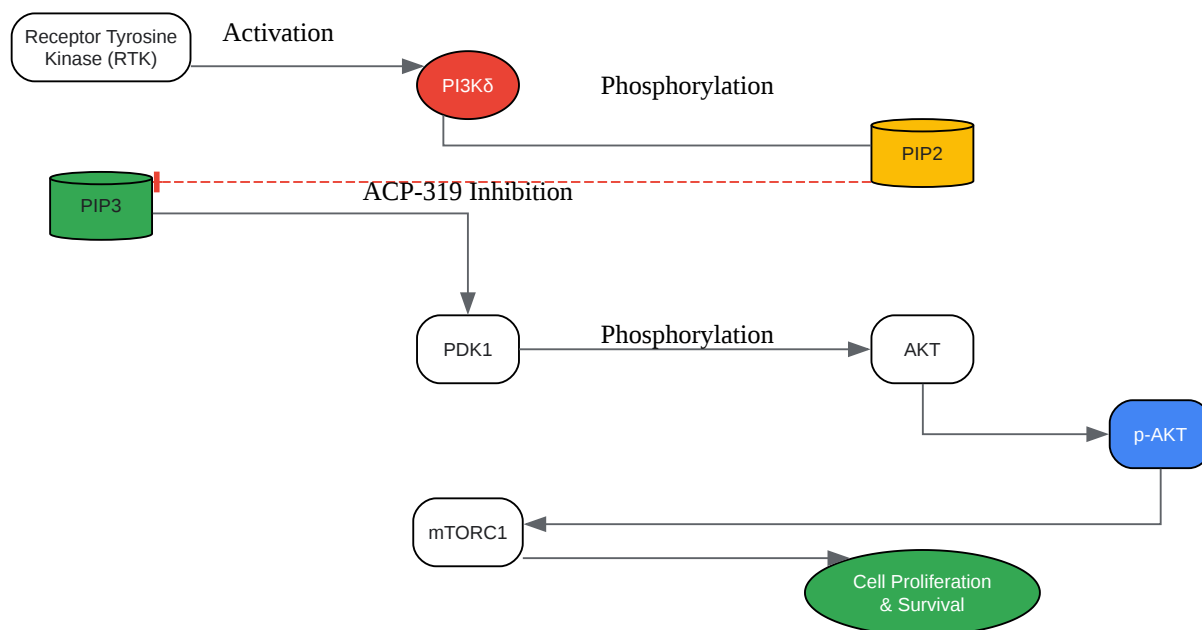 Receptor Tyrosine
Kinase (RTK)
Activation
PI3Kδ
Phosphorylation
PIP2
ACP-319 Inhibition
PIP3
PDK1
Phosphorylation
AKT
p-AKT
mTORC1
Cell Proliferation
& Survival